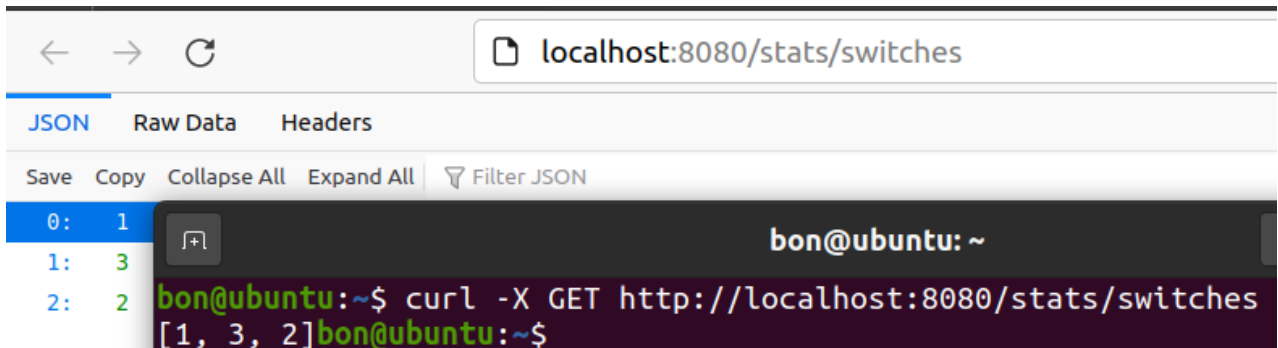 localhost:8080/stats/switches
JSON Raw Data Headers
Save Copy Collapse All Expand All Filter JSON
0: 1
1: 3
2: 2
bon@ubuntu: ~
bon@ubuntu:~$ curl -X GET http://localhost:8080/stats/switches
[1, 3, 2]bon@ubuntu:~$